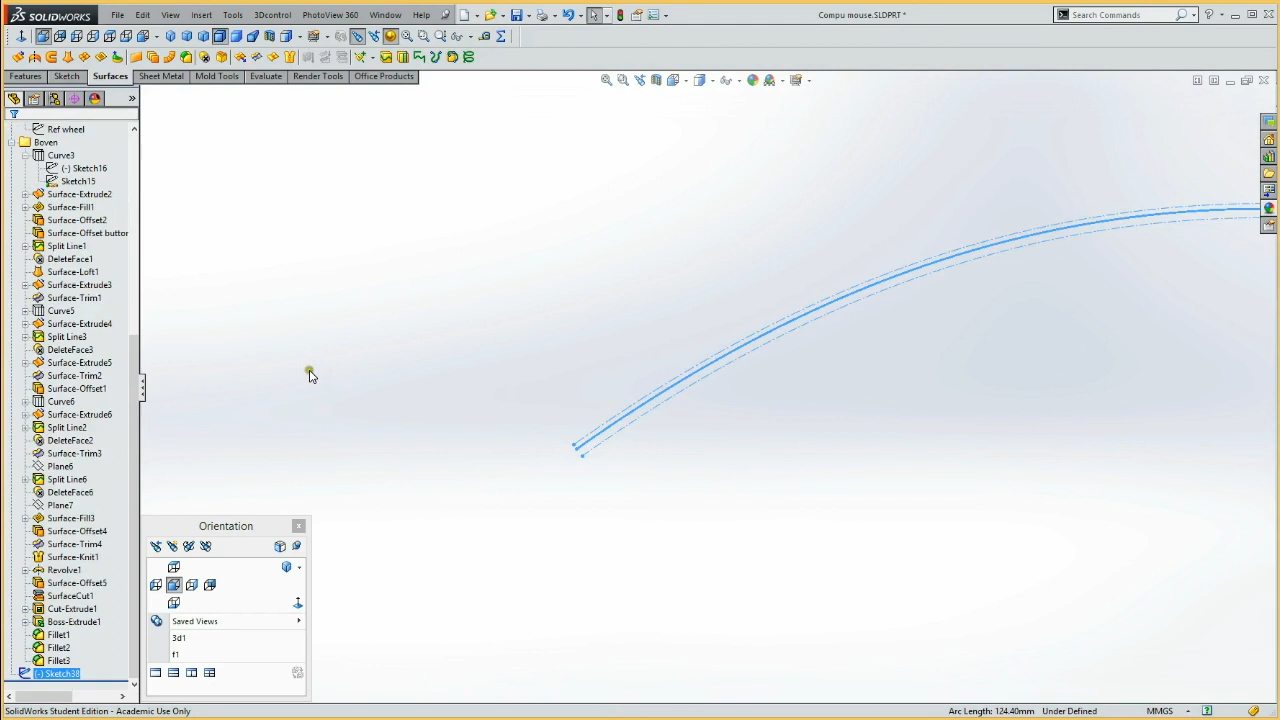 SOLIDWORKS File Edit View Insert Tools 3Dcontrol PhotoView 360 Window Help Compu mouse.SLDPRT * Search Commands
Features Sketch Surfaces Sheet Metal Mold Tools Evaluate Render Tools Office Products
Ref wheel
Boven
Curve3
(-) Sketch16
Sketch15
Surface-Extrude2
Surface-Fill1
Surface-Offset2
Surface-Offset button
Split Line1
DeleteFace1
Surface-Loft1
Surface-Extrude3
Surface-Trim1
Curve5
Surface-Extrude4
Split Line3
DeleteFace3
Surface-Extrude5
Surface-Trim2
Surface-Offset1
Curve6
Surface-Extrude6
Split Line2
DeleteFace2
Surface-Trim3
Plane6
Split Line6
DeleteFace6
Plane7
Surface-Fill3
Surface-Offset4
Surface-Trim4
Surface-Knit1
Revolve1
Surface-Offset5
SurfaceCut1
Cut-Extrude1
Boss-Extrude1
Fillet1
Fillet2
Fillet3
(-) Sketch38
Orientation
Saved Views
3d1
f1
SolidWorks Student Edition - Academic Use Only Arc Length: 124.40mm Under Defined MMGS